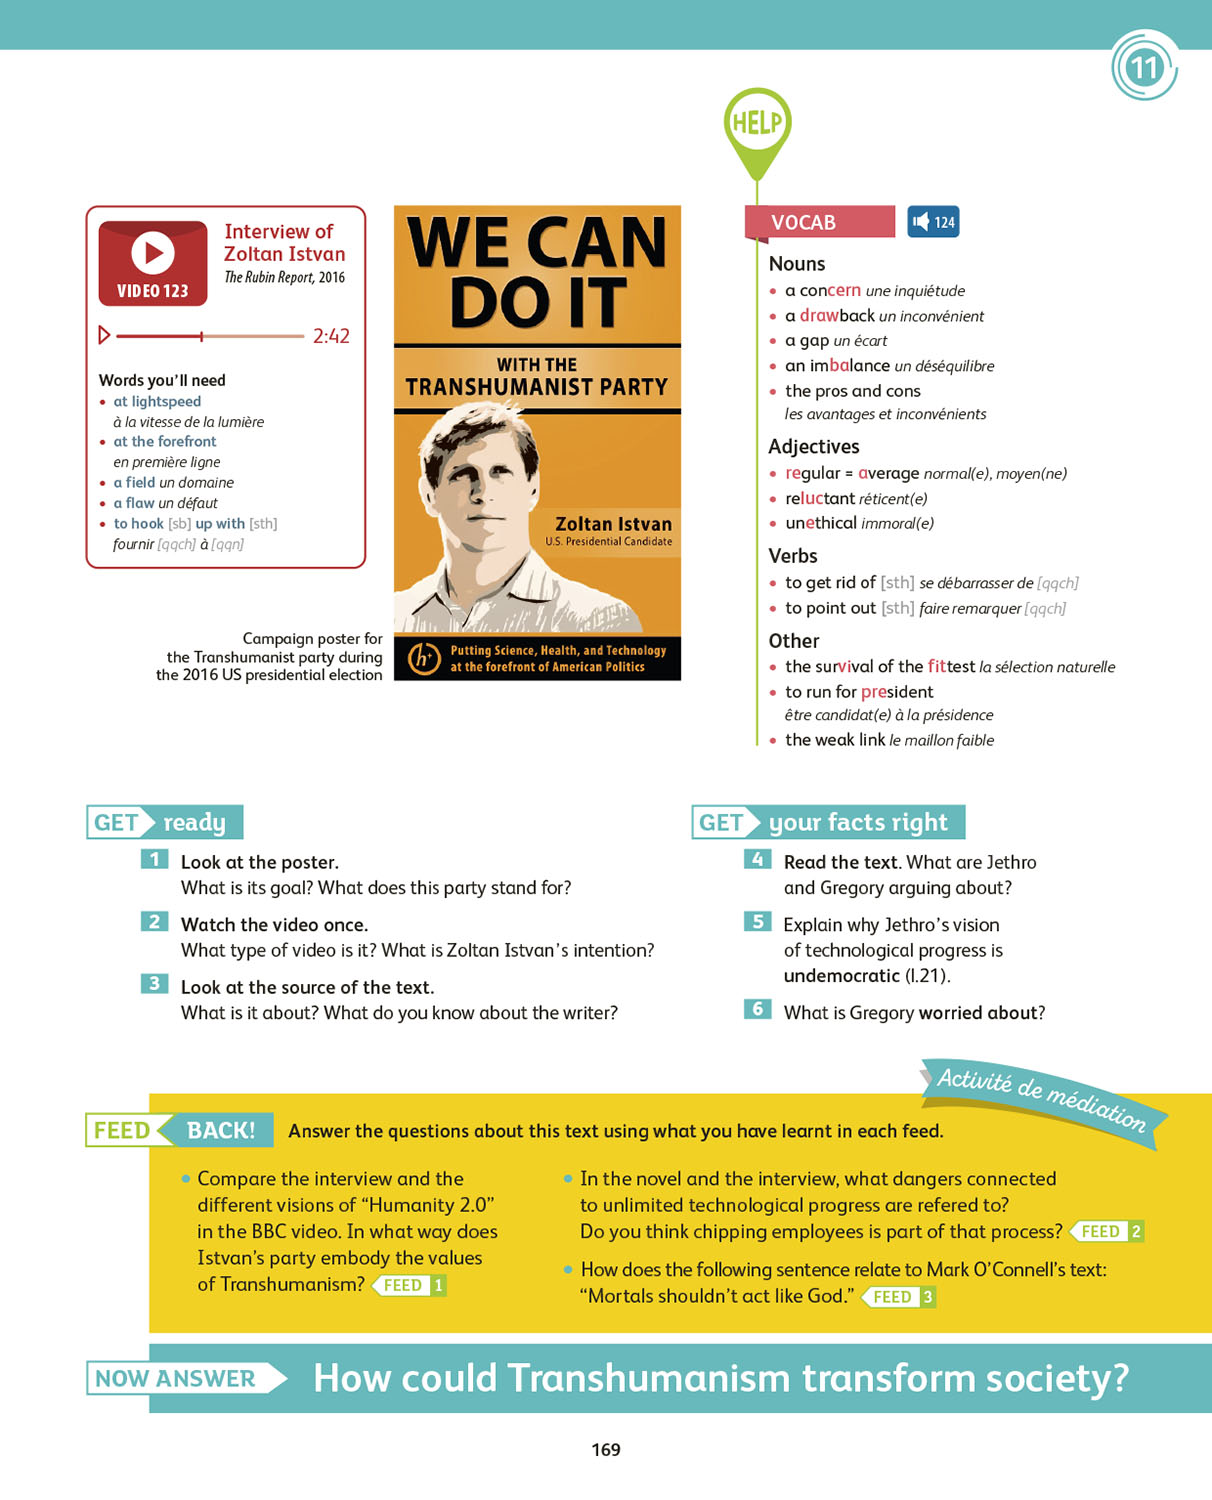 11
HELP
VIDEO 123
Interview of
Zoltan Istvan
The Rubin Report, 2016
2:42
Words you'll need
• at lightspeed
à la vitesse de la lumière
• at the forefront
en première ligne
• a field un domaine
• a flaw un défaut
• to hook [sb] up with [sth]
fournir [qqch] à [qqn]
WE CAN
DO IT
WITH THE
TRANSHUMANIST PARTY
Zoltan Istvan
U.S. Presidential Candidate
h+
Putting Science, Health, and Technology
at the forefront of American Politics
Campaign poster for
the Transhumanist party during
the 2016 US presidential election
VOCAB
124
Nouns
• a concern une inquiétude
• a drawback un inconvénient
• a gap un écart
• an imbalance un déséquilibre
• the pros and cons
les avantages et inconvénients
Adjectives
• regular = average normal(e), moyen(ne)
• reluctant réticent(e)
• unethical immoral(e)
Verbs
• to get rid of [sth] se débarrasser de [qqch]
• to point out [sth] faire remarquer [qqch]
Other
• the survival of the fittest la sélection naturelle
• to run for president
être candidat(e) à la présidence
• the weak link le maillon faible
GET ready
1 Look at the poster.
What is its goal? What does this party stand for?
2 Watch the video once.
What type of video is it? What is Zoltan Istvan's intention?
3 Look at the source of the text.
What is it about? What do you know about the writer?
GET your facts right
4 Read the text. What are Jethro
and Gregory arguing about?
5 Explain why Jethro's vision
of technological progress is
undemocratic (l.21).
6 What is Gregory worried about?
Activité de médiation
FEED BACK!
Answer the questions about this text using what you have learnt in each feed.
• Compare the interview and the
different visions of "Humanity 2.0"
in the BBC video. In what way does
Istvan's party embody the values
of Transhumanism? FEED 1
• In the novel and the interview, what dangers connected
to unlimited technological progress are refered to?
Do you think chipping employees is part of that process? FEED 2
• How does the following sentence relate to Mark O'Connell's text:
"Mortals shouldn't act like God." FEED 3
NOW ANSWER
How could Transhumanism transform society?
169